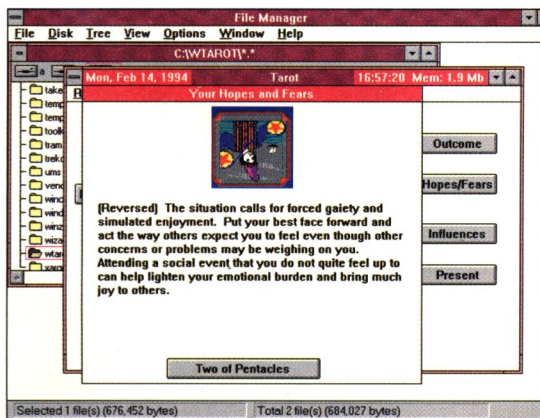 File Manager
File Disk Tree View Options Window Help
C:\WTAROT\*.*
a
Mon, Feb 14, 1994 Tarot 16:57:20 Mem: 1.9 Mb
Your Hopes and Fears
take
temp
temp
toolk
tram
trekc
ums
venc
winc
wind
winz
wiza
wtar
xarg
R
Outcome
Hopes/Fears
Influences
Present
[Reversed] The situation calls for forced gaiety and
simulated enjoyment. Put your best face forward and
act the way others expect you to feel even though other
concerns or problems may be weighing on you.
Attending a social event that you do not quite feel up to
can help lighten your emotional burden and bring much
joy to others.
Two of Pentacles
Selected 1 file(s) (676,452 bytes) Total 2 file(s) (684,027 bytes)